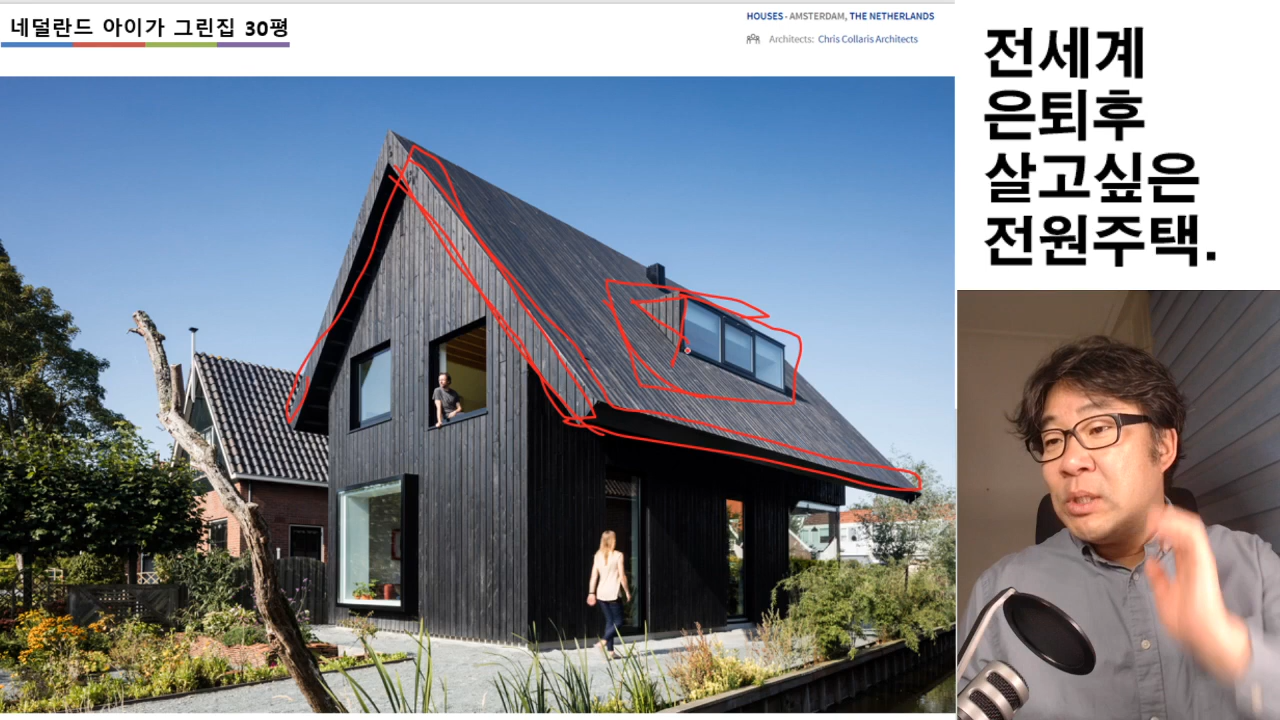 네덜란드 아이가 그린집 30평
HOUSES - AMSTERDAM, THE NETHERLANDS
Architects: Chris Collaris Architects
전세계
은퇴후
살고싶은
전원주택.